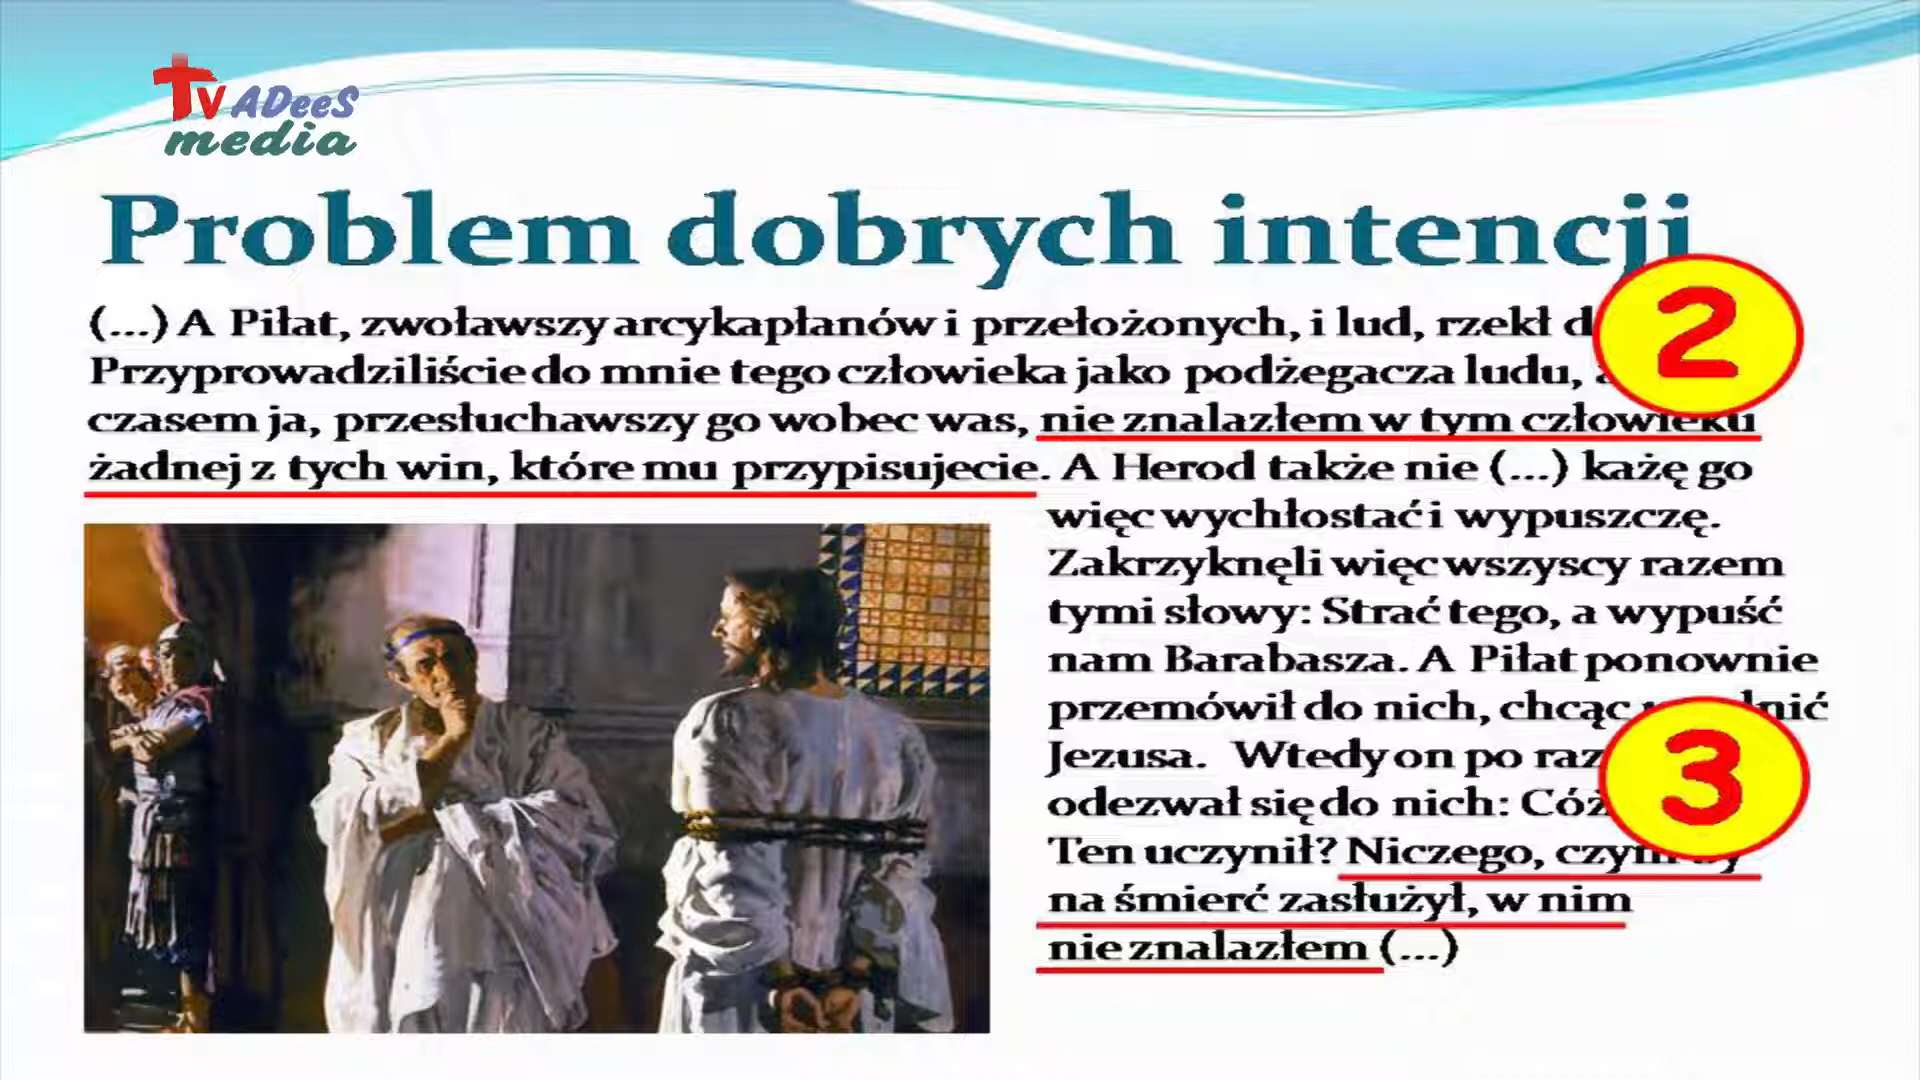 TV ADeeS
media
Problem dobrych intencji
2
(...) A Piłat, zwoławszy arcykapłanów i przełożonych, i lud, rzekł
Przyprowadziliście do mnie tego człowieka jako podżegacza ludu,
czasem ja, przesłuchawszy go wobec was, nie znalazłem w tym człowieku
żadnej z tych win, które mu przypisujecie. A Herod także nie (...) każę go
więc wychłostać i wypuszczę.
Zakrzyknęli więc wszyscy razem
tymi słowy: Strać tego, a wypuść
nam Barabasza. A Piłat ponownie
przemówił do nich, chcąc
Jezusa. Wtedy on po raz
3
odezwał się do nich: Cóż
Ten uczynił? Niczego, czym by
na śmierć zasłużył, w nim
nie znalazłem (...)